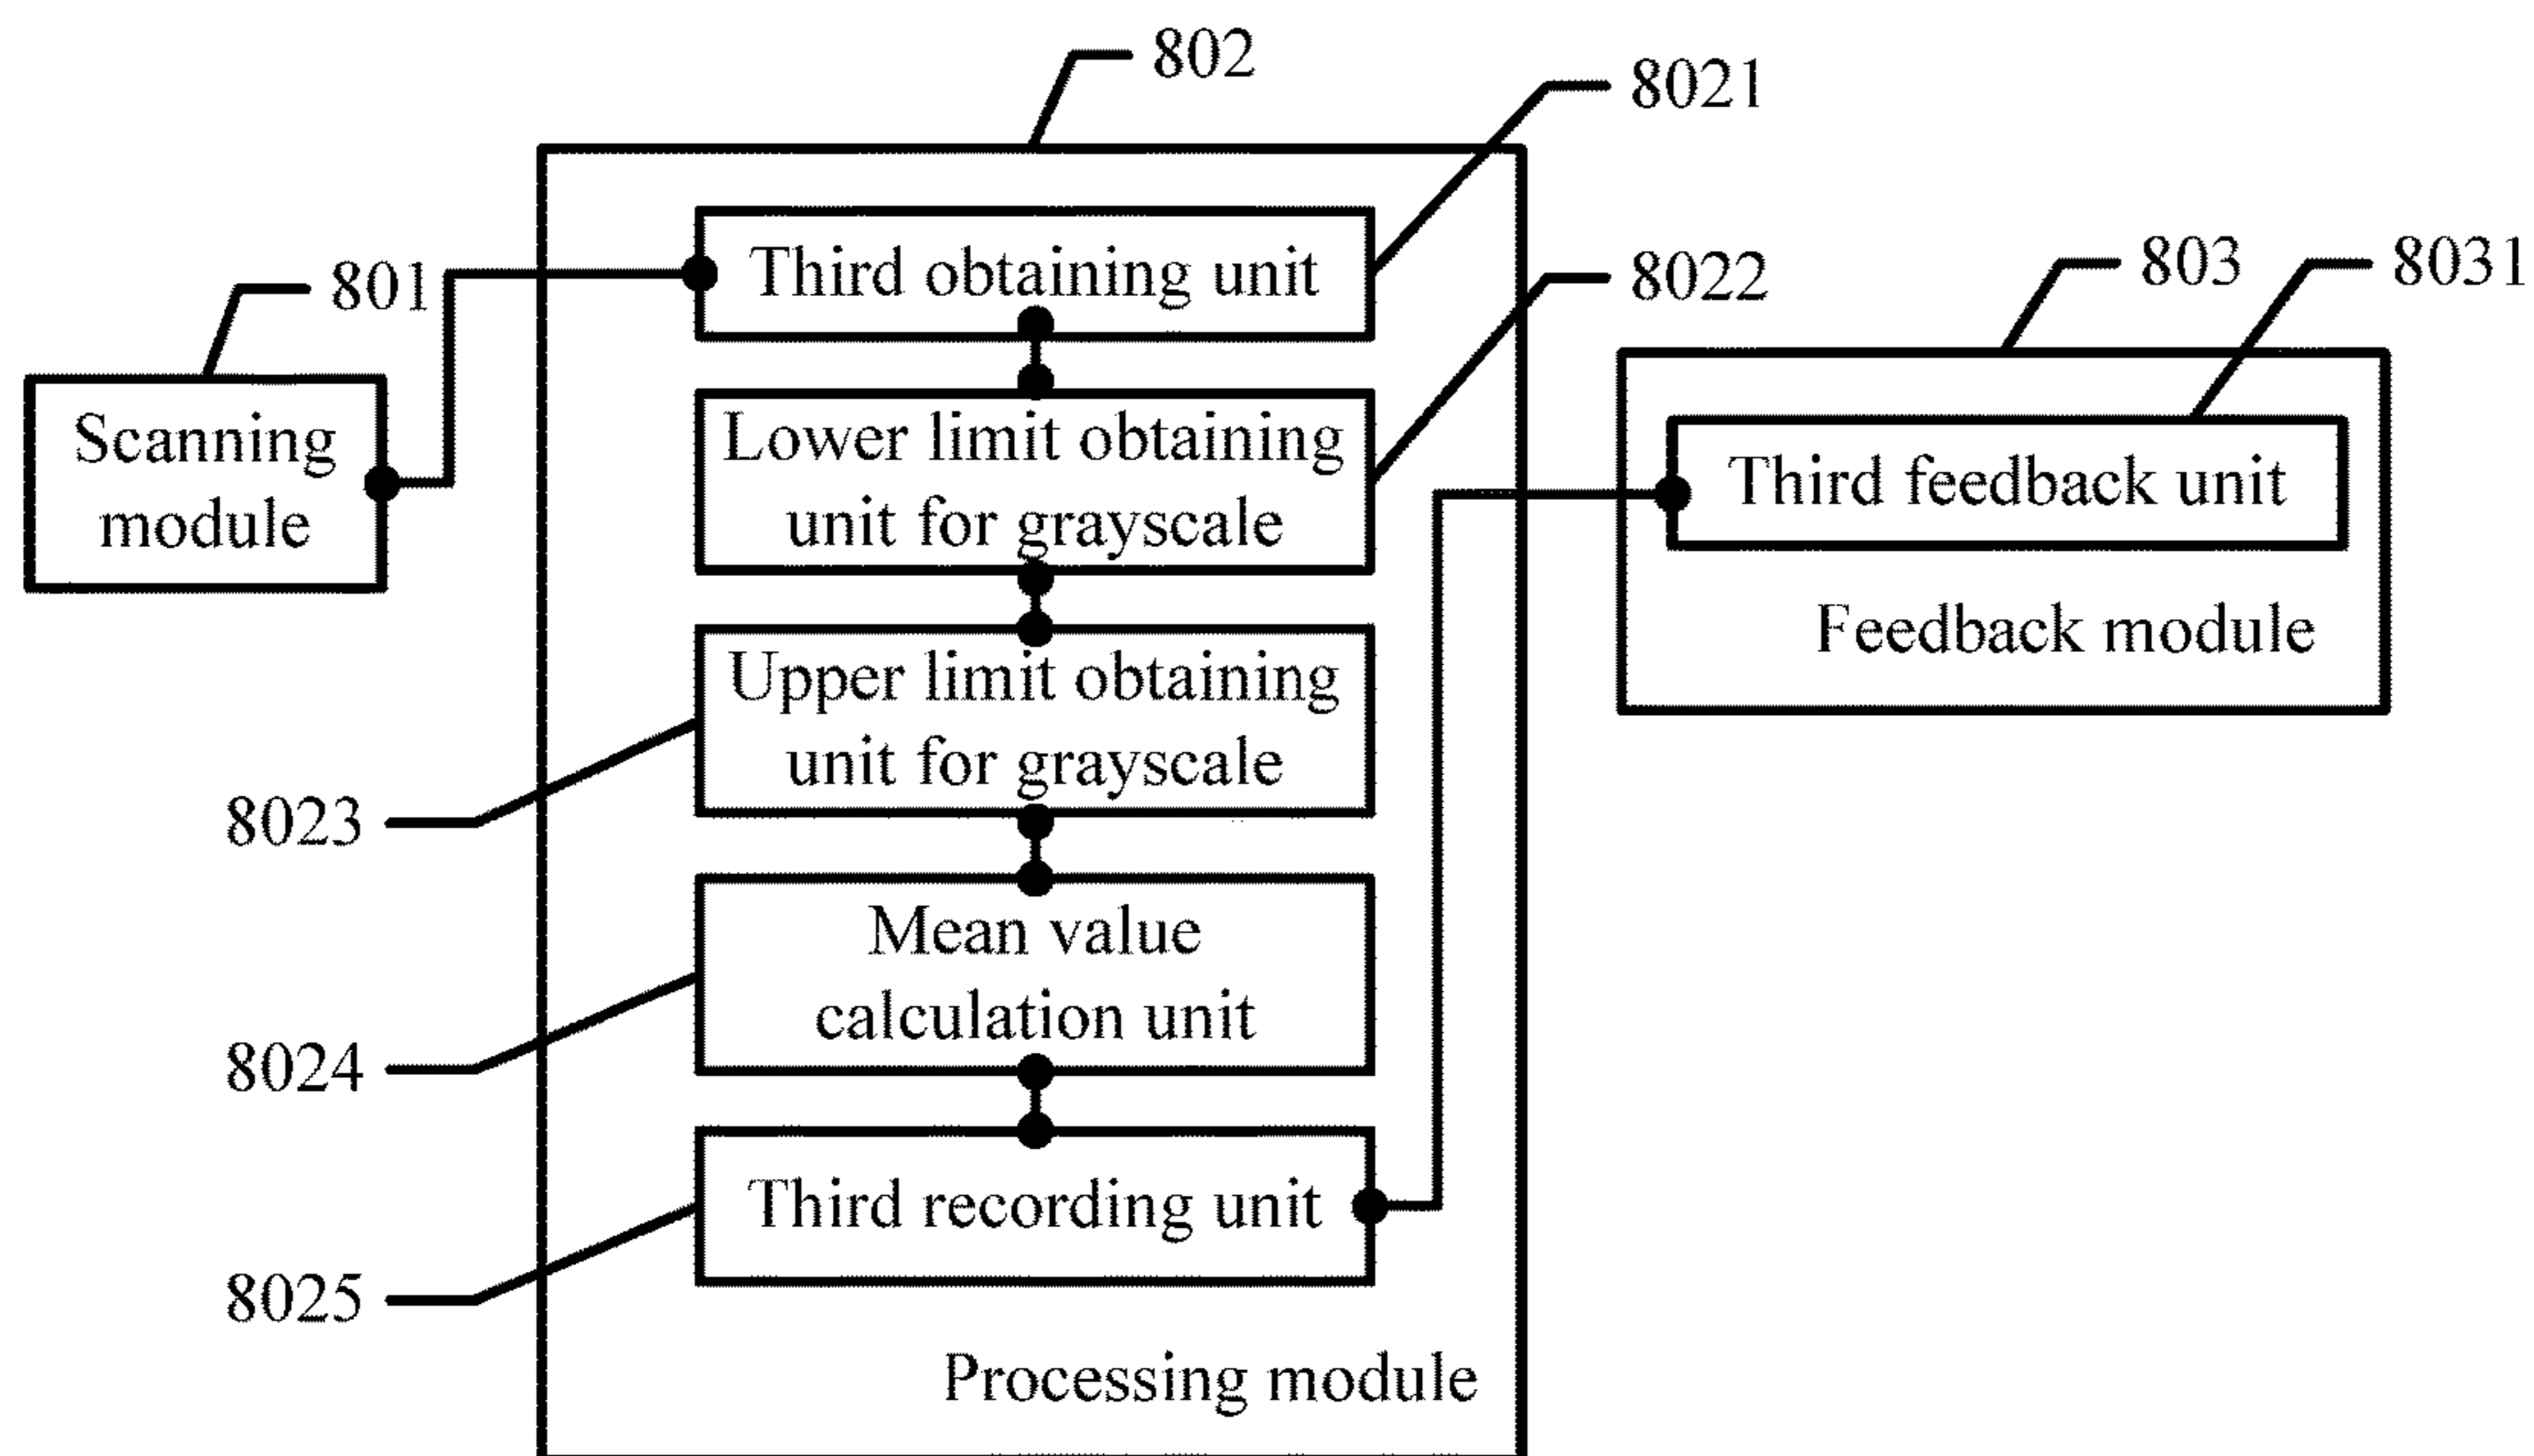 802
8021
Third obtaining unit
801
8022
803
8031
Scanning
module
Lower limit obtaining
unit for grayscale
Third feedback unit
Feedback module
Upper limit obtaining
unit for grayscale
8023
Mean value
calculation unit
8024
Third recording unit
8025
Processing module